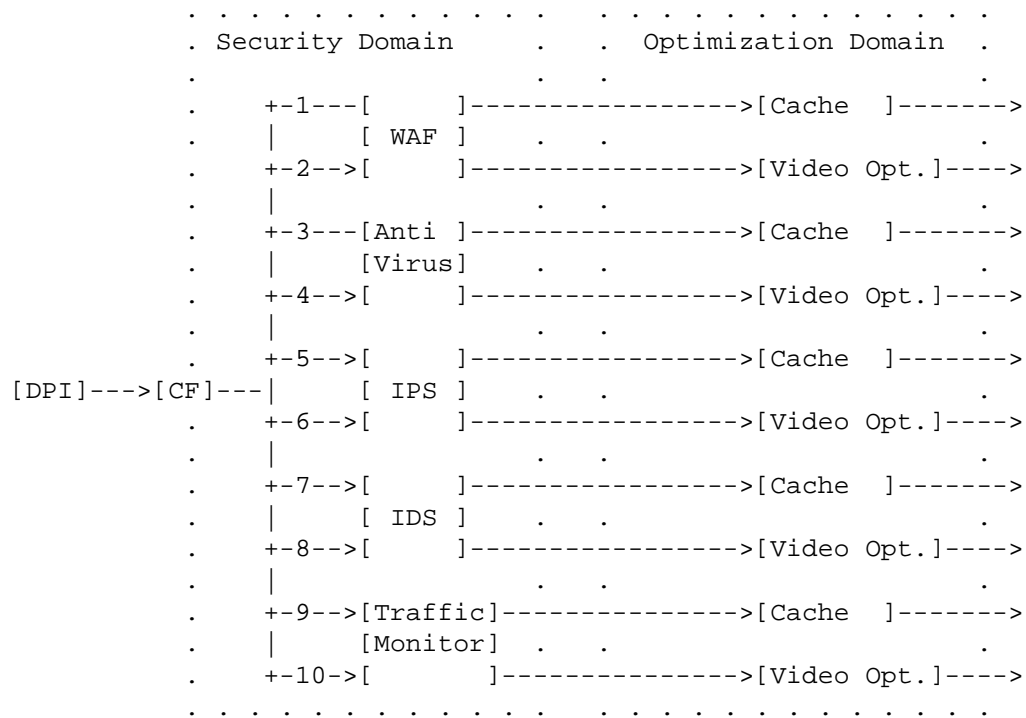 . . . . . . . . . . . .   . . . . . . . . . . . . .
. Security Domain     .   .  Optimization Domain  .
.                     .   .                       .
.    +-1---[     ]----------------->[Cache  ]------->
.    |     [ WAF ]    .   .                       .
.    +-2-->[     ]----------------->[Video Opt.]---->
.    |                .   .                       .
.    +-3---[Anti ]----------------->[Cache  ]------->
.    |     [Virus]    .   .                       .
.    +-4-->[     ]----------------->[Video Opt.]---->
.    |                .   .                       .
.    +-5-->[     ]----------------->[Cache  ]------->
[DPI]--->[CF]---|     [ IPS ]    .   .                       .
.    +-6-->[     ]----------------->[Video Opt.]---->
.    |                .   .                       .
.    +-7-->[     ]----------------->[Cache  ]------->
.    |     [ IDS ]    .   .                       .
.    +-8-->[     ]----------------->[Video Opt.]---->
.    |                .   .                       .
.    +-9-->[Traffic]--------------->[Cache  ]------->
.    |     [Monitor]  .   .                       .
.    +-10->[       ]--------------->[Video Opt.]---->
. . . . . . . . . . . .   . . . . . . . . . . . . .